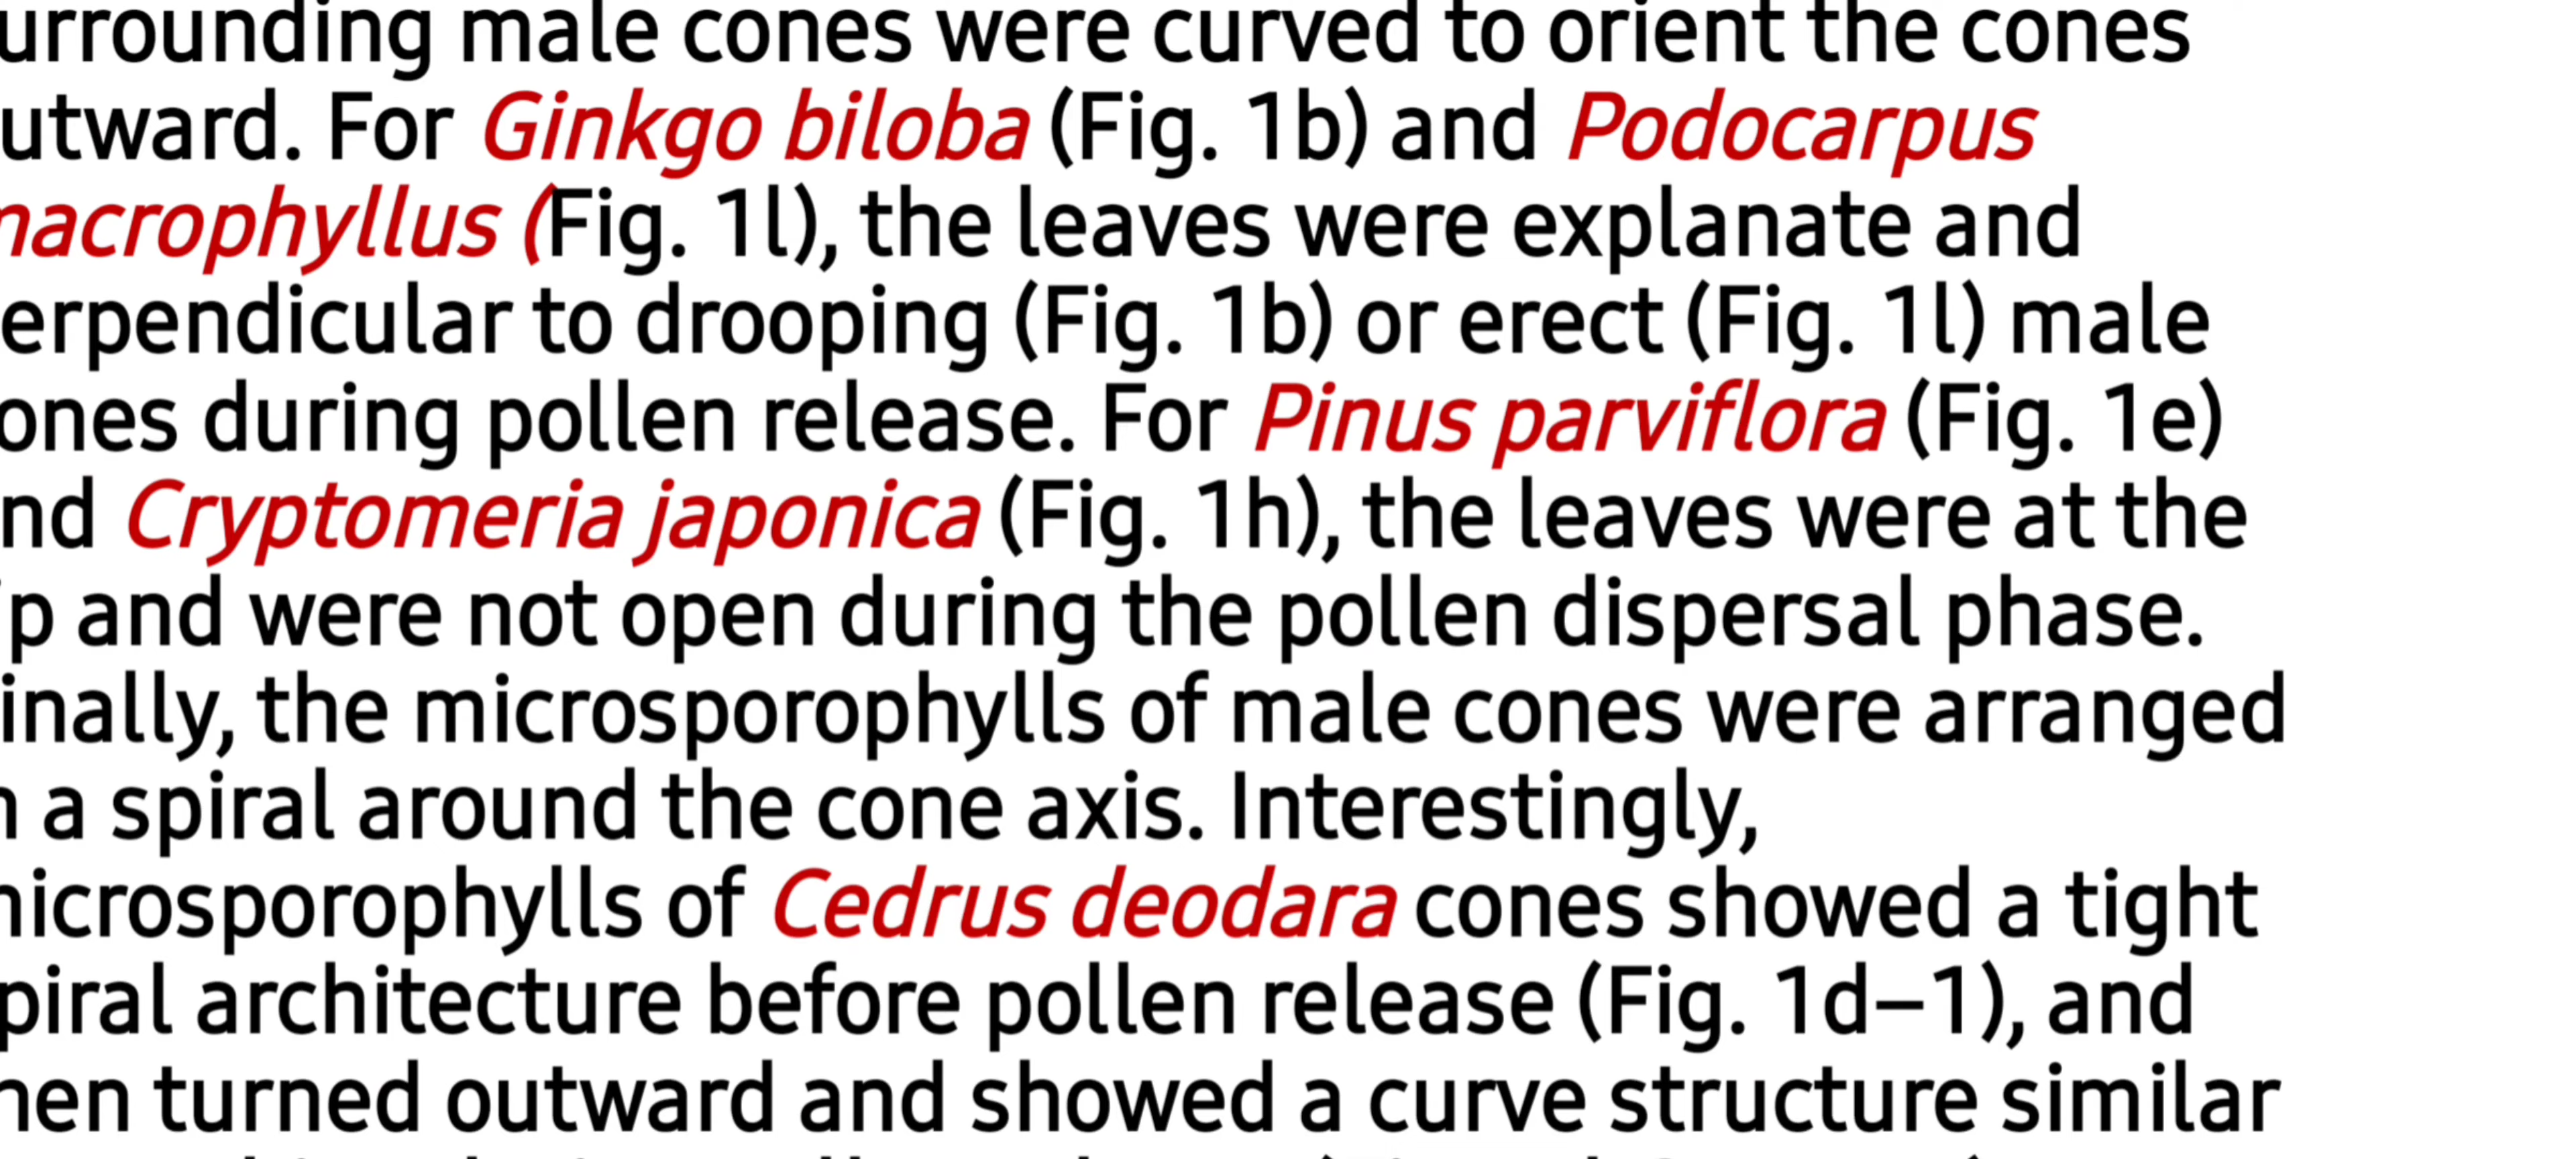 urrounding male cones were curved to orient the cones
utward. For Ginkgo biloba (Fig. 1b) and Podocarpus
nacrophyllus (Fig. 1l), the leaves were explanate and
erpendicular to drooping (Fig. 1b) or erect (Fig. 1l) male
ones during pollen release. For Pinus parviflora (Fig. 1e)
nd Cryptomeria japonica (Fig. 1h), the leaves were at the
ip and were not open during the pollen dispersal phase.
inally, the microsporophylls of male cones were arranged
n a spiral around the cone axis. Interestingly,
nicrosporophylls of Cedrus deodara cones showed a tight
piral architecture before pollen release (Fig. 1d–1), and
hen turned outward and showed a curve structure similar